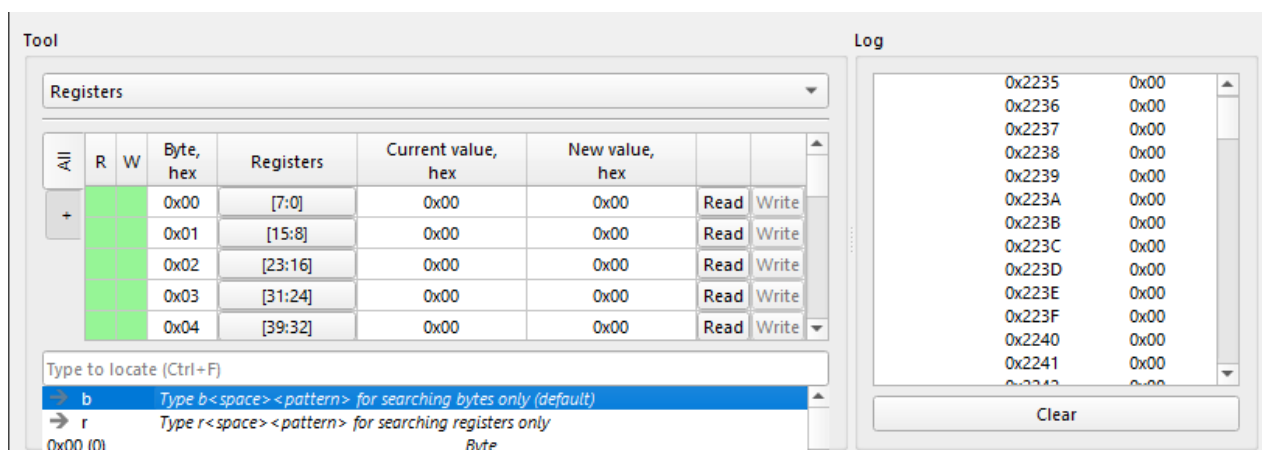 Tool
Registers
All R W Byte, hex Registers Current value, hex New value, hex
+
0x00 [7:0] 0x00 0x00 Read Write
0x01 [15:8] 0x00 0x00 Read Write
0x02 [23:16] 0x00 0x00 Read Write
0x03 [31:24] 0x00 0x00 Read Write
0x04 [39:32] 0x00 0x00 Read Write
Type to locate (Ctrl+F)
b Type b<space><pattern> for searching bytes only (default)
r Type r<space><pattern> for searching registers only
0x00 (0) Byte
Log
0x2235 0x00
0x2236 0x00
0x2237 0x00
0x2238 0x00
0x2239 0x00
0x223A 0x00
0x223B 0x00
0x223C 0x00
0x223D 0x00
0x223E 0x00
0x223F 0x00
0x2240 0x00
0x2241 0x00
Clear